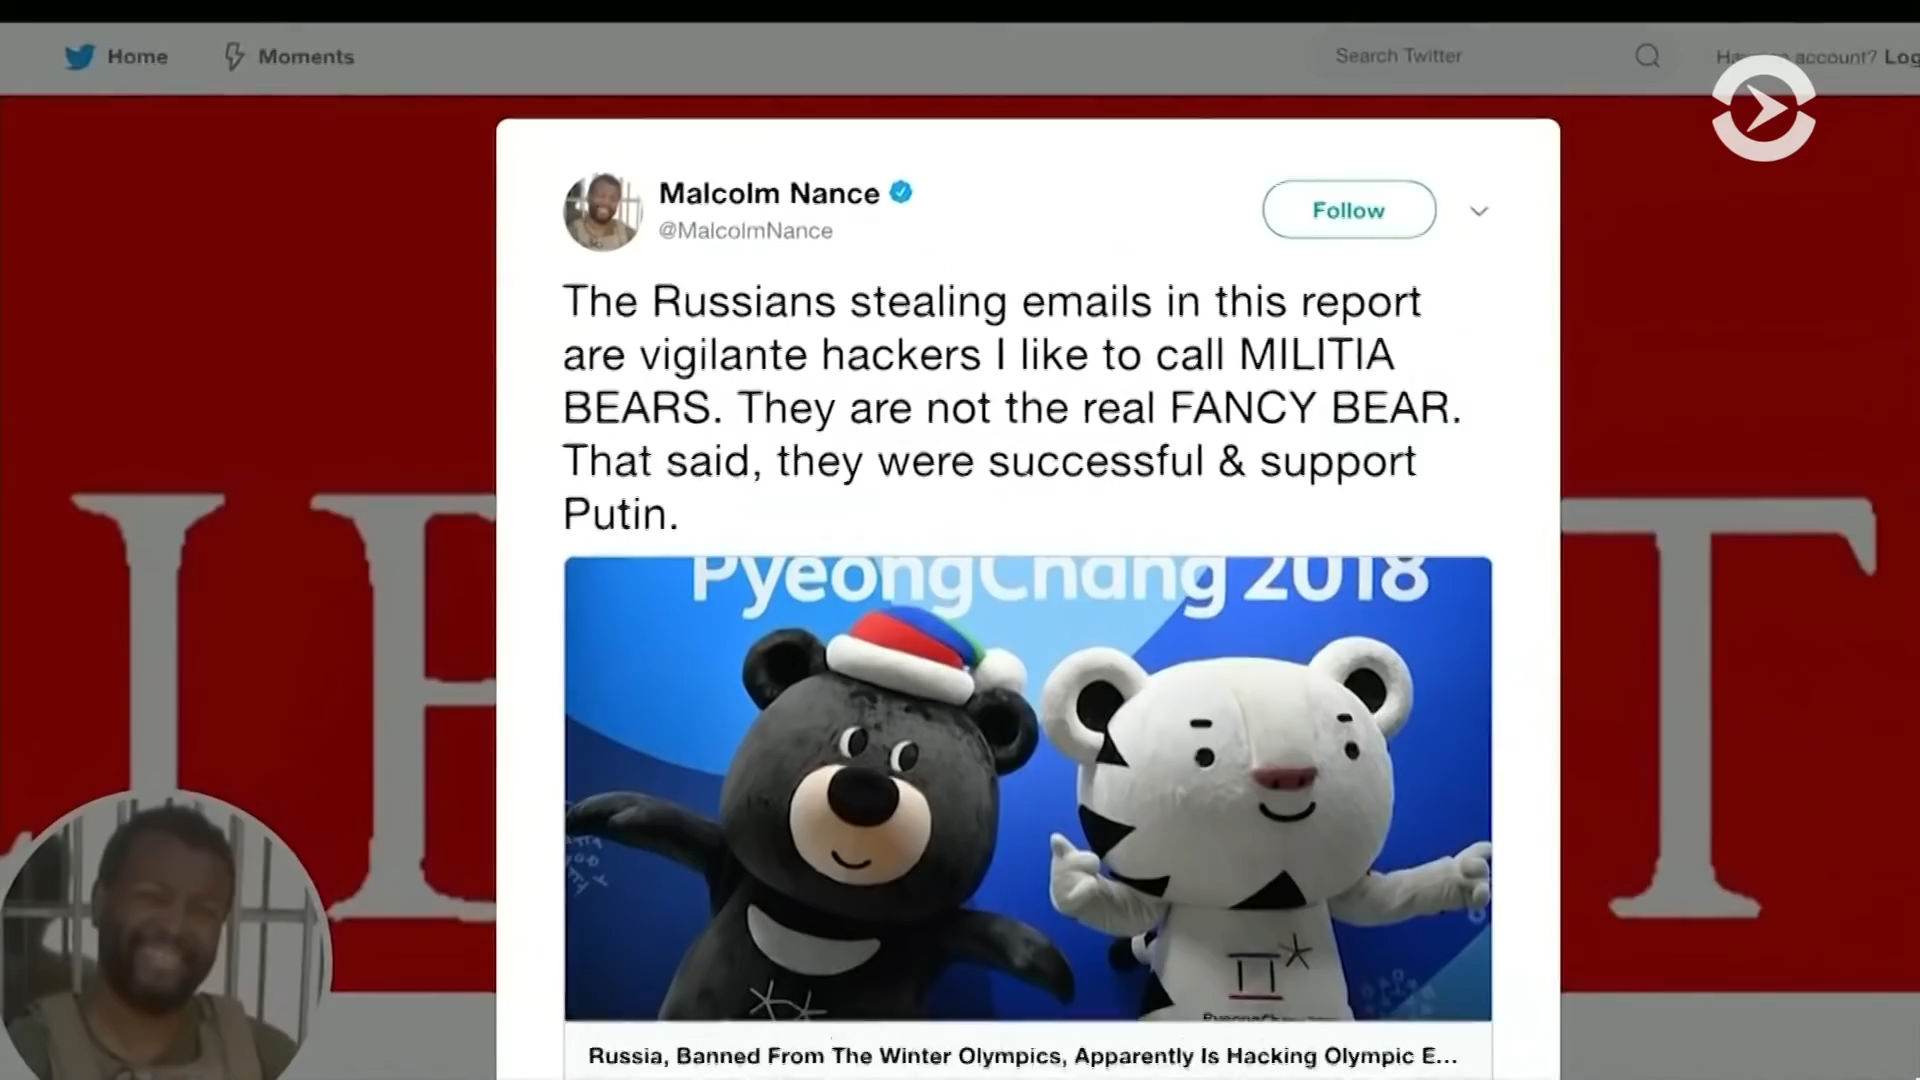 Home
Moments
Search Twitter
account? Log
Malcolm Nance
@MalcolmNance
Follow
The Russians stealing emails in this report
are vigilante hackers I like to call MILITIA
BEARS. They are not the real FANCY BEAR.
That said, they were successful & support
Putin.
PyeongChang 2018
Russia, Banned From The Winter Olympics, Apparently Is Hacking Olympic E...